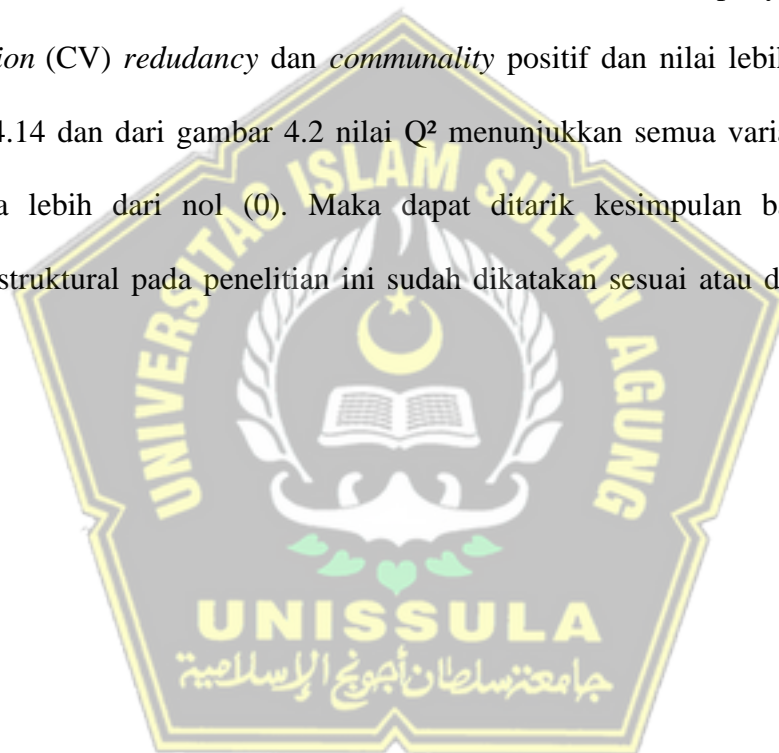 ion (CV) redudancy dan communality positif dan nilai
4.14 dan dari gambar 4.2 nilai Q² menunjukkan semua
a lebih dari nol (0). Maka dapat ditarik kesimpulan
struktural pada penelitian ini sudah dikatakan sesuai atau
UNIVERSITAS ISLAM SULTAN AGUNG
UNISSULA
جامعة سلطان أجونج الإسلامية